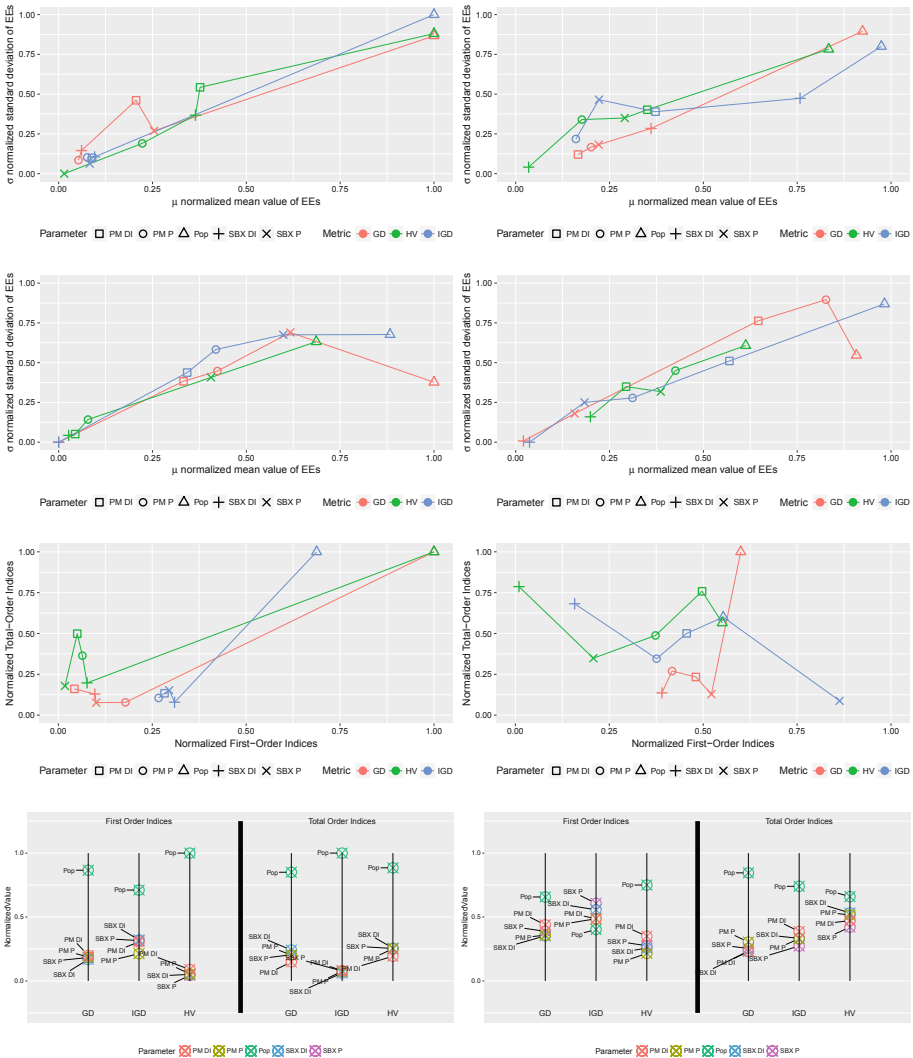 σ normalized standard deviation of EEs
1.00
0.75
0.50
0.25
0.00
0.00 0.25 0.50 0.75 1.00
μ normalized mean value of EEs
Parameter PM DI PM P Pop SBX DI SBX P Metric GD HV IGD
σ normalized standard deviation of EEs
1.00
0.75
0.50
0.25
0.00
0.00 0.25 0.50 0.75 1.00
μ normalized mean value of EEs
Parameter PM DI PM P Pop SBX DI SBX P Metric GD HV IGD
σ normalized standard deviation of EEs
1.00
0.75
0.50
0.25
0.00
0.00 0.25 0.50 0.75 1.00
μ normalized mean value of EEs
Parameter PM DI PM P Pop SBX DI SBX P Metric GD HV IGD
σ normalized standard deviation of EEs
1.00
0.75
0.50
0.25
0.00
0.00 0.25 0.50 0.75 1.00
μ normalized mean value of EEs
Parameter PM DI PM P Pop SBX DI SBX P Metric GD HV IGD
Normalized Total−Order Indices
1.00
0.75
0.50
0.25
0.00
0.00 0.25 0.50 0.75 1.00
Normalized First−Order Indices
Parameter PM DI PM P Pop SBX DI SBX P Metric GD HV IGD
Normalized Total−Order Indices
1.00
0.75
0.50
0.25
0.00
0.00 0.25 0.50 0.75 1.00
Normalized First−Order Indices
Parameter PM DI PM P Pop SBX DI SBX P Metric GD HV IGD
First Order Indices Total Order Indices
NormalizedValue
1.0
0.5
0.0
Pop
PM DI
PM P
SBX P
SBX DI
Pop
SBX DI
SBX P
PM P
Pop
PM DI
SBX DI
SBX P
Pop
SBX DI
PM P
SBX P
PM DI
Pop
PM DI
PM P
SBX DI
Pop
PM P
GD IGD HV GD IGD HV
Parameter PM DI PM P Pop SBX DI SBX P
First Order Indices Total Order Indices
NormalizedValue
1.0
0.5
0.0
Pop
PM DI
SBX P
PM P
SBX DI
SBX P
SBX DI
PM DI
PM P
Pop
Pop
PM DI
SBX P
SBX DI
PM P
Pop
PM P
SBX P
PM DI
SBX DI
Pop
PM DI
SBX DI
PM P
SBX P
Pop
SBX DI
PM P
PM DI
SBX P
GD IGD HV GD IGD HV
Parameter PM DI PM P Pop SBX DI SBX P